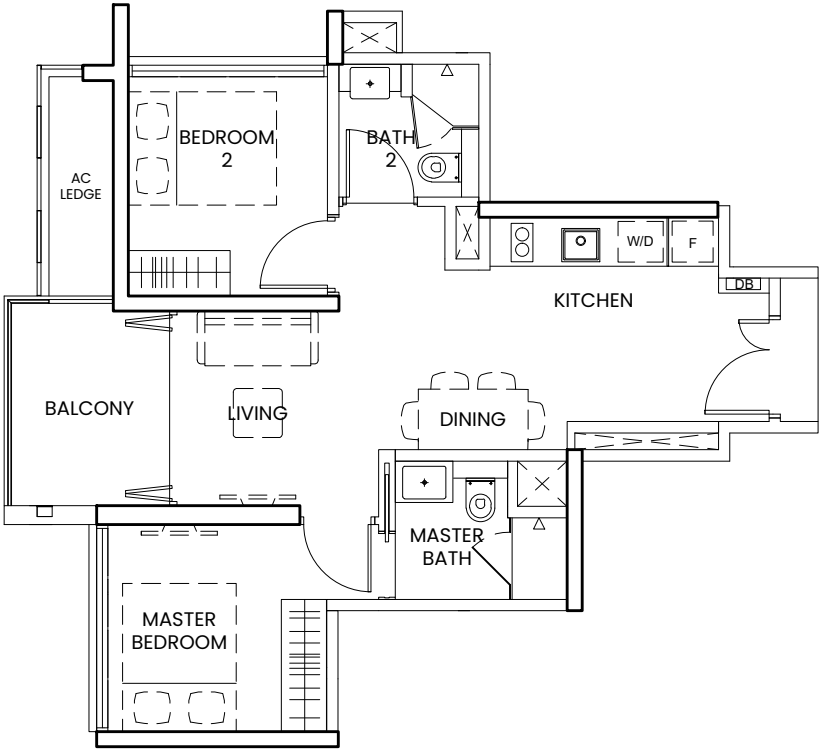 BEDROOM
2
BATH
2
AC
LEDGE
W/D
F
DB
KITCHEN
BALCONY
LIVING
DINING
MASTER
BATH
MASTER
BEDROOM